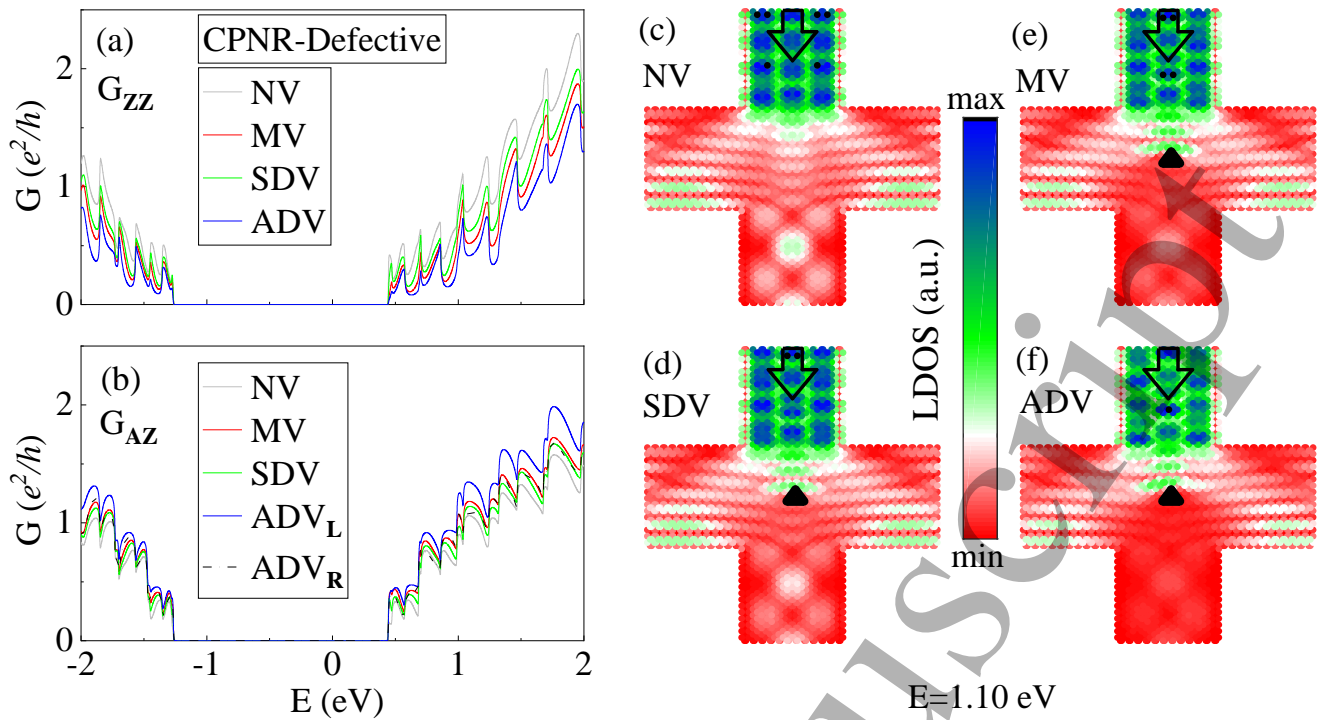 (a)
CPNR-Defective
G_ZZ
NV
MV
SDV
ADV
G (e²/h)
2
1
0
(b)
G_AZ
NV
MV
SDV
ADV_L
ADV_R
G (e²/h)
2
1
0
-2
-1
0
1
2
E (eV)
(c)
NV
(e)
MV
max
LDOS (a.u.)
min
(d)
SDV
(f)
ADV
E=1.10 eV
uscript